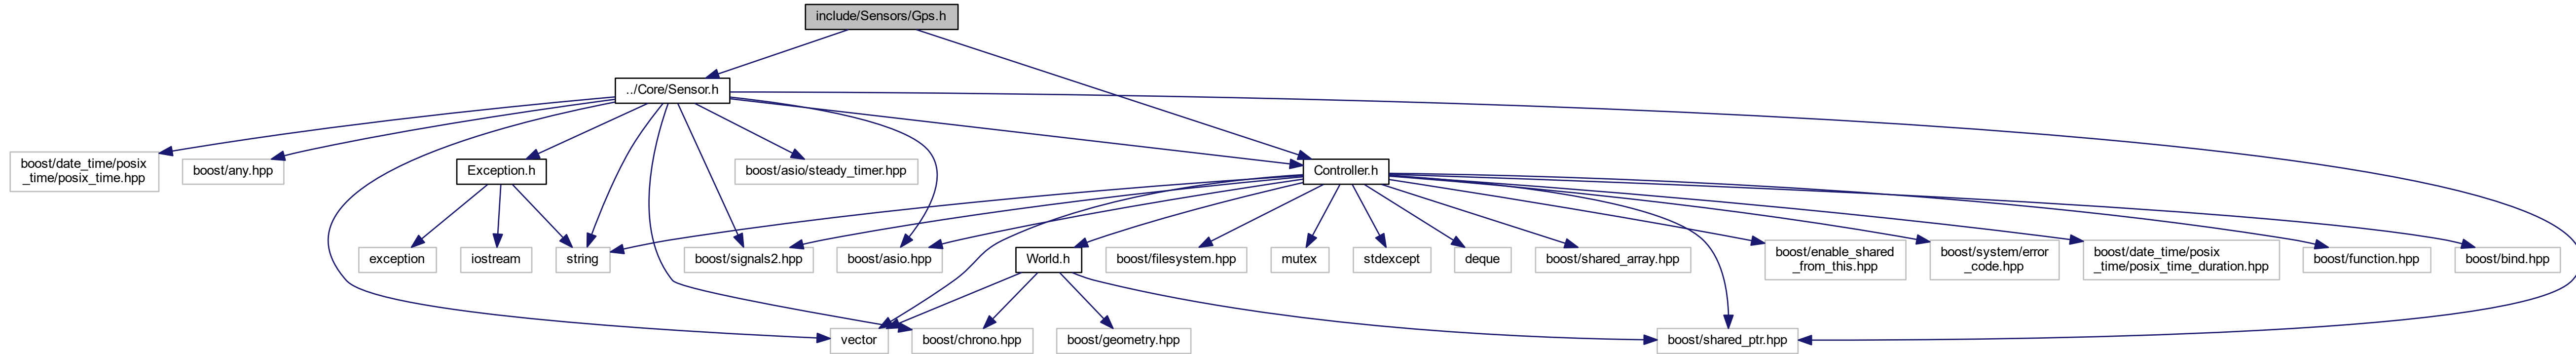 include/Sensors/Gps.h
../Core/Sensor.h
boost/date_time/posix
_time/posix_time.hpp
boost/any.hpp
Exception.h
boost/asio/steady_timer.hpp
Controller.h
exception
iostream
string
boost/signals2.hpp
boost/asio.hpp
World.h
boost/filesystem.hpp
mutex
stdexcept
deque
boost/shared_array.hpp
boost/enable_shared
_from_this.hpp
boost/system/error
_code.hpp
boost/date_time/posix
_time/posix_time_duration.hpp
boost/function.hpp
boost/bind.hpp
vector
boost/chrono.hpp
boost/geometry.hpp
boost/shared_ptr.hpp